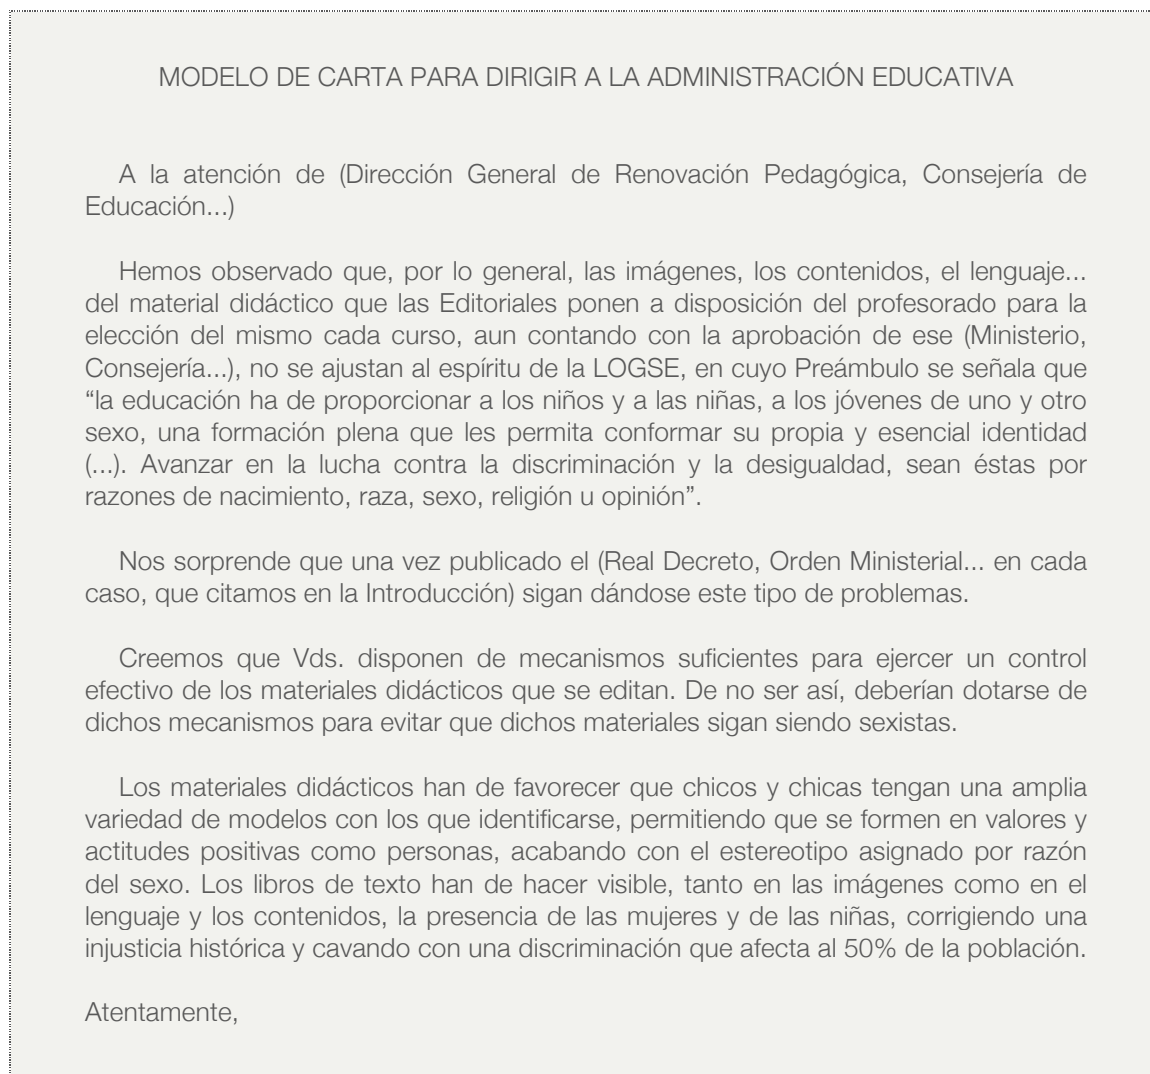 MODELO DE CARTA PARA DIRIGIR A LA ADMINISTRACIÓN EDUCATIVA
A la atención de (Dirección General de Renovación Pedagógica, Consejería de
Educación...)
Hemos observado que, por lo general, las imágenes, los contenidos, el lenguaje...
del material didáctico que las Editoriales ponen a disposición del profesorado para la
elección del mismo cada curso, aun contando con la aprobación de ese (Ministerio,
Consejería...), no se ajustan al espíritu de la LOGSE, en cuyo Preámbulo se señala que
“la educación ha de proporcionar a los niños y a las niñas, a los jóvenes de uno y otro
sexo, una formación plena que les permita conformar su propia y esencial identidad
(...). Avanzar en la lucha contra la discriminación y la desigualdad, sean éstas por
razones de nacimiento, raza, sexo, religión u opinión”.
Nos sorprende que una vez publicado el (Real Decreto, Orden Ministerial... en cada
caso, que citamos en la Introducción) sigan dándose este tipo de problemas.
Creemos que Vds. disponen de mecanismos suficientes para ejercer un control
efectivo de los materiales didácticos que se editan. De no ser así, deberían dotarse de
dichos mecanismos para evitar que dichos materiales sigan siendo sexistas.
Los materiales didácticos han de favorecer que chicos y chicas tengan una amplia
variedad de modelos con los que identificarse, permitiendo que se formen en valores y
actitudes positivas como personas, acabando con el estereotipo asignado por razón
del sexo. Los libros de texto han de hacer visible, tanto en las imágenes como en el
lenguaje y los contenidos, la presencia de las mujeres y de las niñas, corrigiendo una
injusticia histórica y cavando con una discriminación que afecta al 50% de la población.
Atentamente,